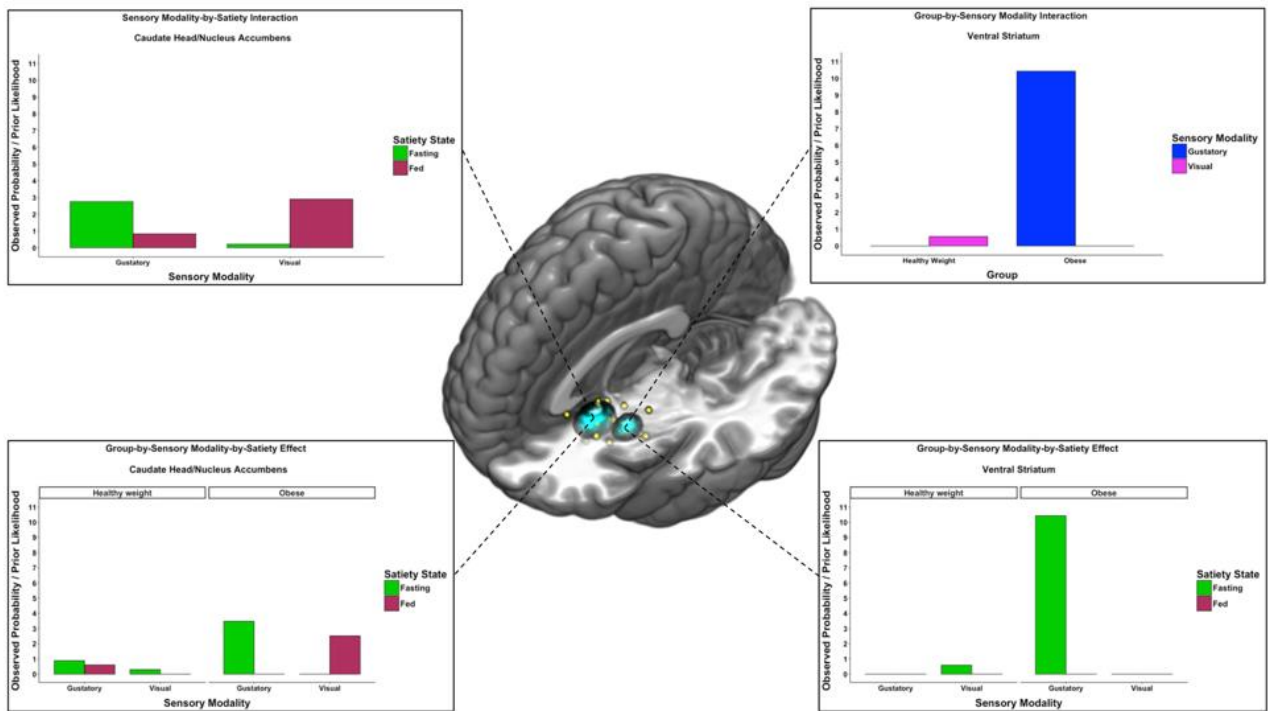 Sensory Modality-by-Satiety Interaction
Caudate Head/Nucleus Accumbens
Observed Probability / Prior Likelihood
11
10
9
8
7
6
5
4
3
2
1
0
Gustatory Visual
Sensory Modality
Satiety State
Fasting
Fed
Group-by-Sensory Modality Interaction
Ventral Striatum
Observed Probability / Prior Likelihood
11
10
9
8
7
6
5
4
3
2
1
0
Healthy Weight Obese
Group
Sensory Modality
Gustatory
Visual
Group-by-Sensory Modality-by-Satiety Effect
Caudate Head/Nucleus Accumbens
Healthy weight Obese
Observed Probability / Prior Likelihood
11
10
9
8
7
6
5
4
3
2
1
0
Gustatory Visual Gustatory Visual
Sensory Modality
Satiety State
Fasting
Fed
Group-by-Sensory Modality-by-Satiety Effect
Ventral Striatum
Healthy weight Obese
Observed Probability / Prior Likelihood
11
10
9
8
7
6
5
4
3
2
1
0
Gustatory Visual Gustatory Visual
Sensory Modality
Satiety State
Fasting
Fed